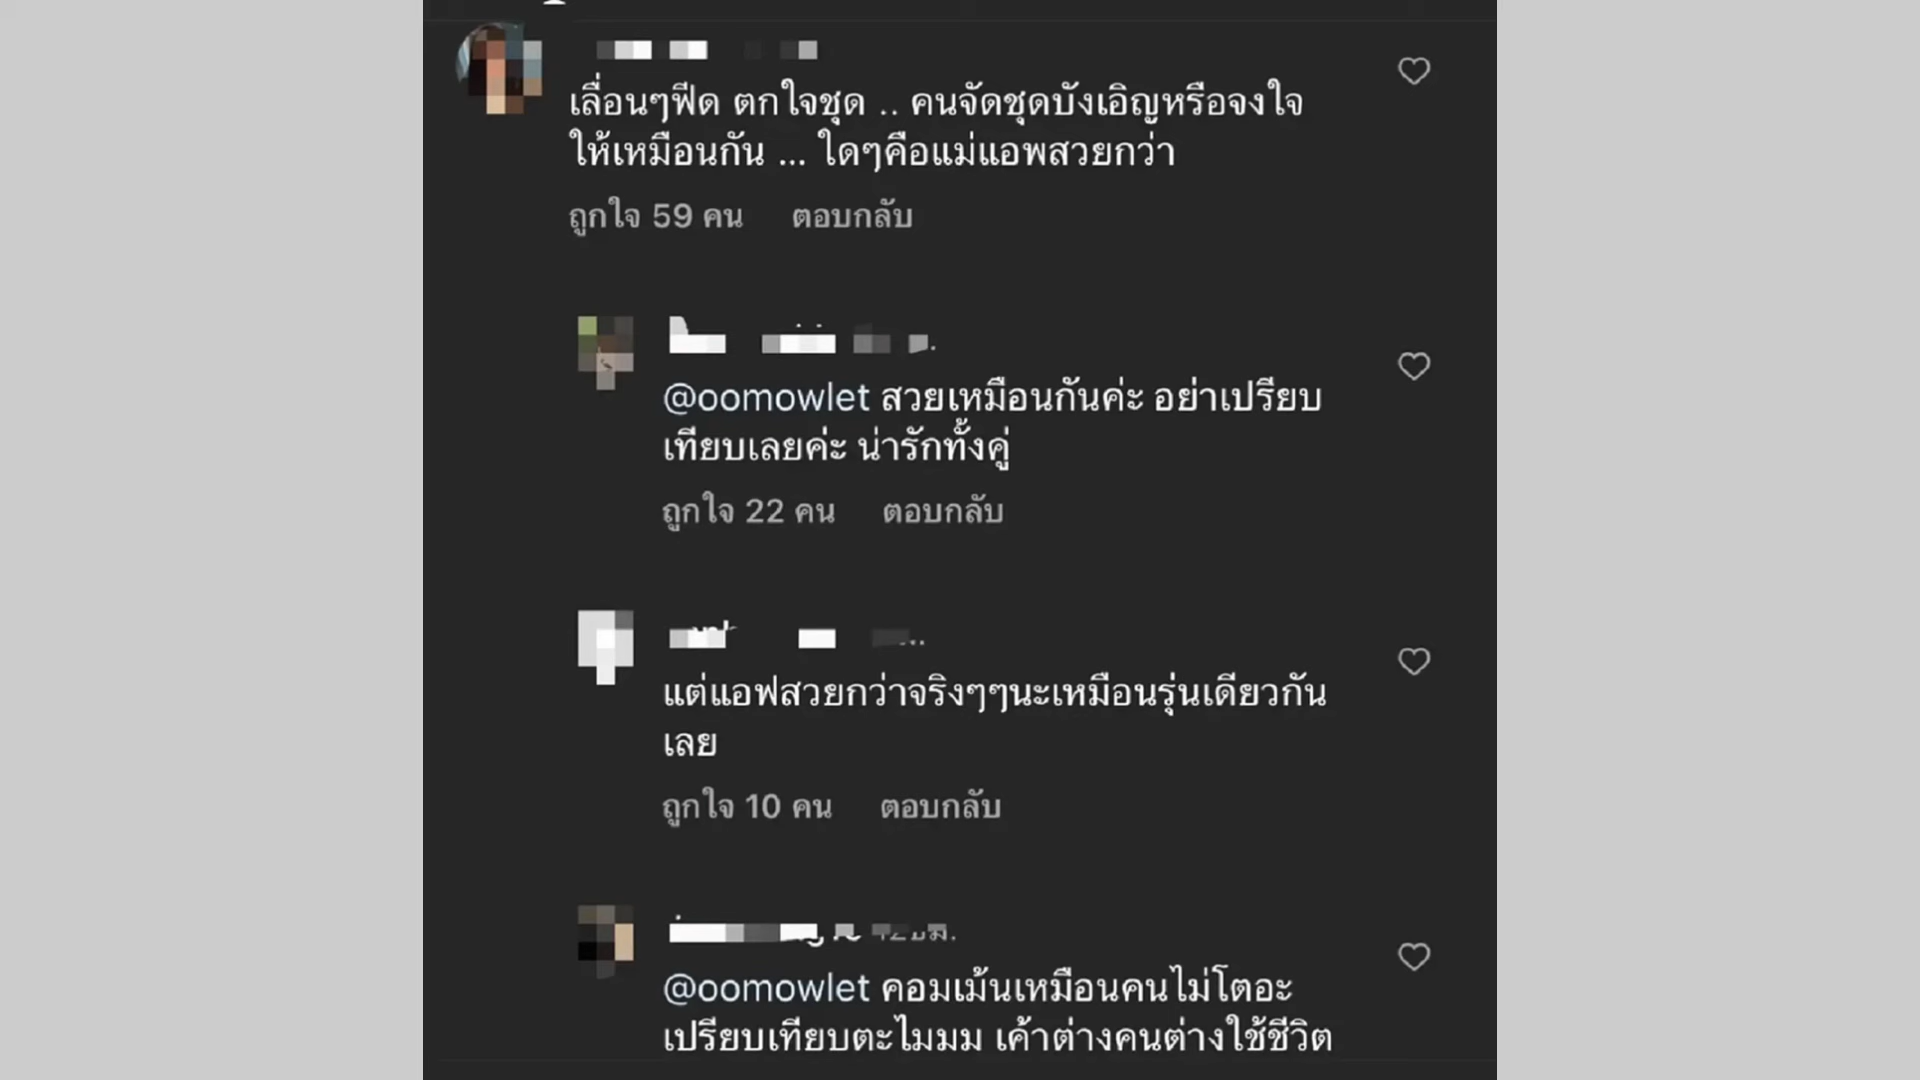 เลื่อนๆฟีด ตกใจชุด .. คนจัดชุดบังเอิญหรือจงใจ
ให้เหมือนกัน ... ใดๆคือแม่แอพสวยกว่า
ถูกใจ 59 คน ตอบกลับ
@oomowlet สวยเหมือนกันค่ะ อย่าเปรียบ
เทียบเลยค่ะ น่ารักทั้งคู่
ถูกใจ 22 คน ตอบกลับ
แต่แอฟสวยกว่าจริงๆๆนะเหมือนรุ่นเดียวกัน
เลย
ถูกใจ 10 คน ตอบกลับ
@oomowlet คอมเม้นเหมือนคนไม่โตอะ
เปรียบเทียบตะไมมม เค้าต่างคนต่างใช้ชีวิต